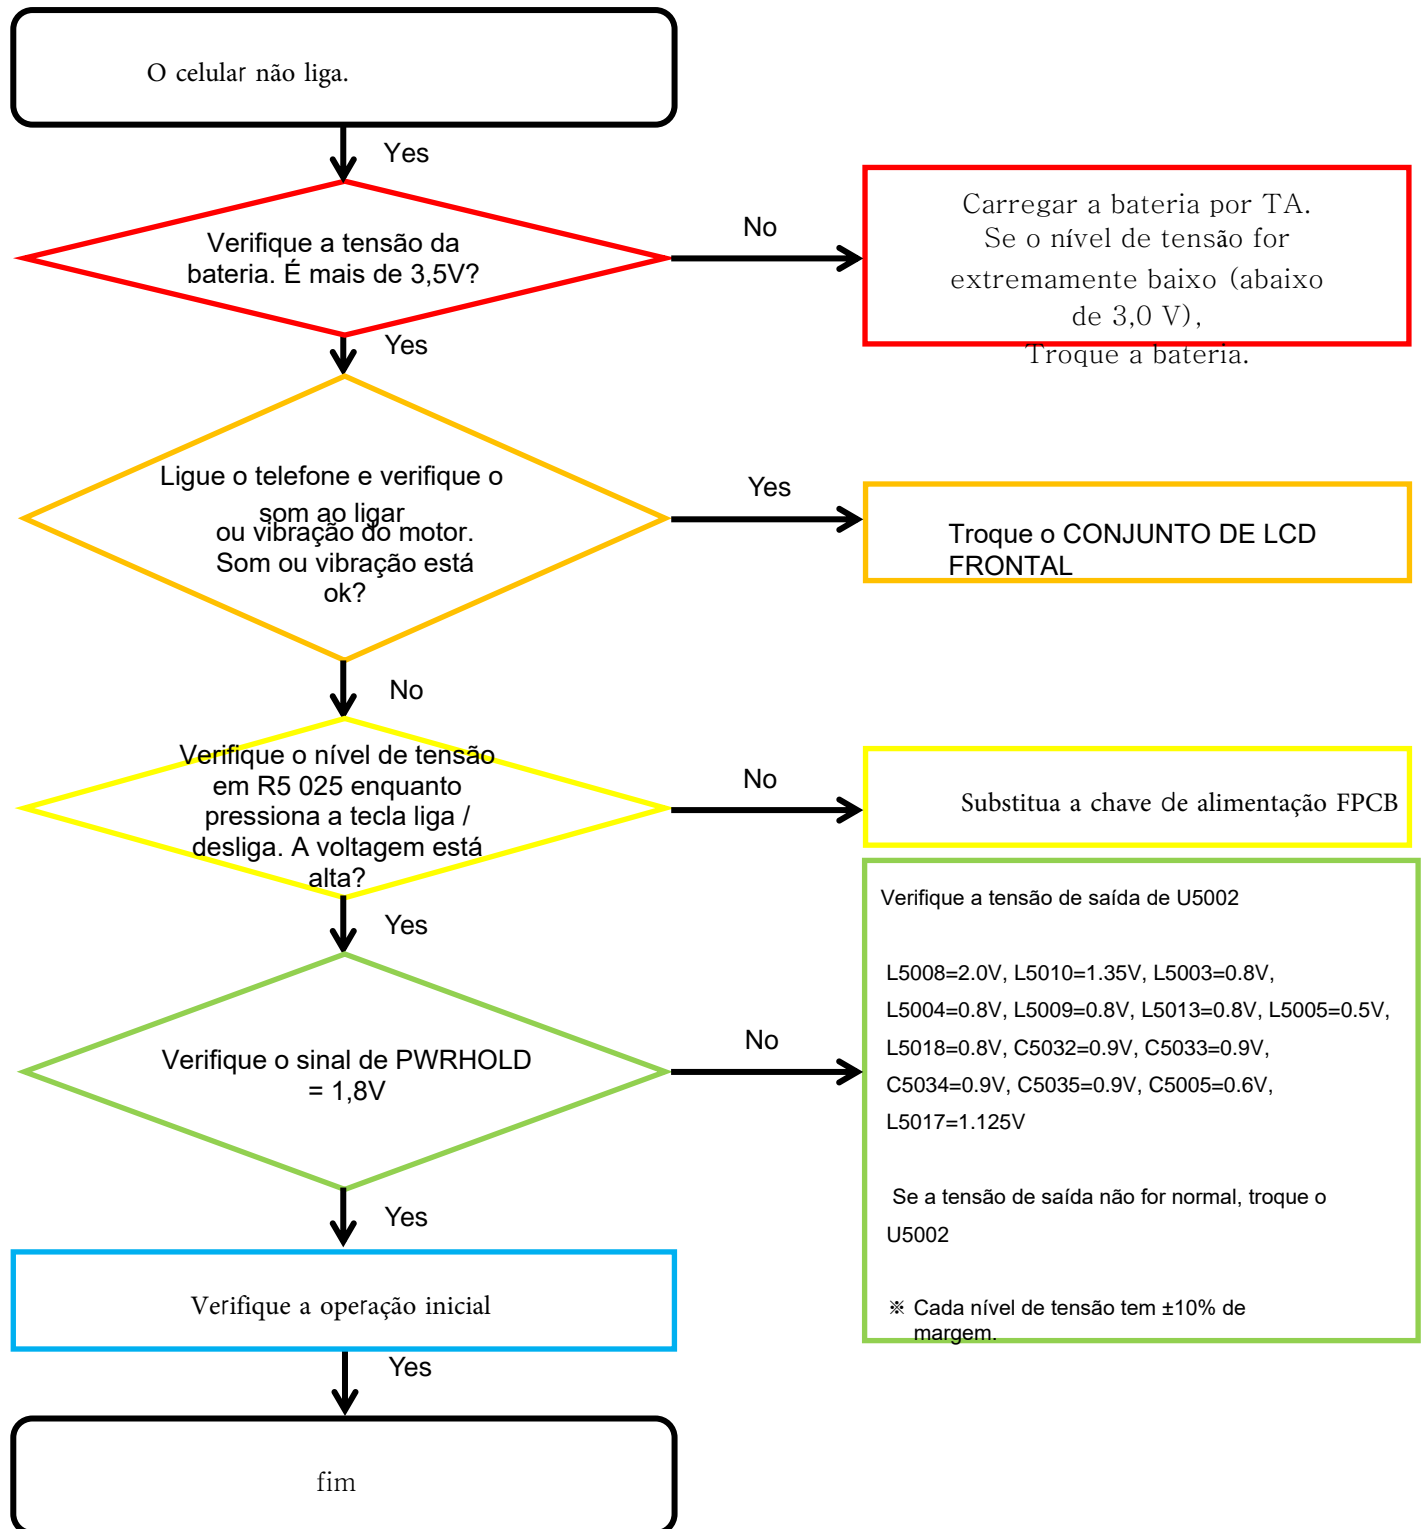 O celular não liga.
Yes
Verifique a tensão da
bateria. É mais de 3,5V?
No
Carregar a bateria por TA.
Se o nível de tensão for
extremamente baixo (abaixo
de 3,0 V),
Troque a bateria.
Yes
Ligue o telefone e verifique o
som ao ligar
ou vibração do motor.
Som ou vibração está
ok?
Yes
Troque o CONJUNTO DE LCD
FRONTAL
No
Verifique o nível de tensão
em R5 025 enquanto
pressiona a tecla liga /
desliga. A voltagem está
alta?
No
Substitua a chave de alimentação FPCB
Yes
Verifique o sinal de PWRHOLD
= 1,8V
No
Verifique a tensão de saída de U5002
L5008=2.0V, L5010=1.35V, L5003=0.8V,
L5004=0.8V, L5009=0.8V, L5013=0.8V, L5005=0.5V,
L5018=0.8V, C5032=0.9V, C5033=0.9V,
C5034=0.9V, C5035=0.9V, C5005=0.6V,
L5017=1.125V
Se a tensão de saída não for normal, troque o
U5002
※ Cada nível de tensão tem ±10% de
margem.
Yes
Verifique a operação inicial
Yes
fim